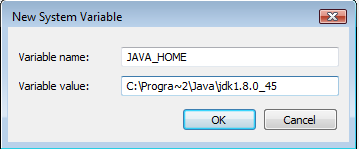 New System Variable
Variable name: JAVA_HOME
Variable value: C:\Progra~2\Java\jdk1.8.0_45
OK Cancel